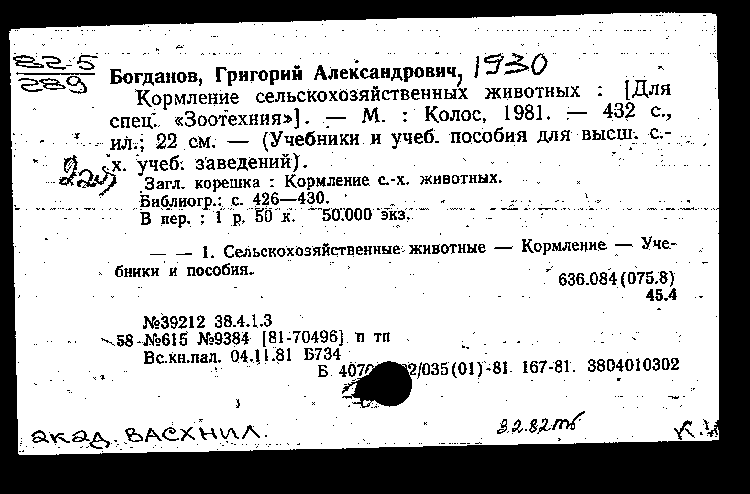 82-5
289
Богданов, Григорий Александрович, 1930
Кормление сельскохозяйственных животных : [Для
спец. «Зоотехния»]. — М. : Колос, 1981. — 432 с.,
ил.; 22 см. — (Учебники и учеб. пособия для высш. с.-
х. учеб. заведений).
Загл. корешка : Кормление с.-х. животных.
Библиогр.: с. 426—430.
В пер. : 1 р. 50 к. 50.000 экз.
— — 1. Сельскохозяйственные животные — Кормление — Уче-
бники и пособия.
636.084(075.8)
45.4
№39212 38.4.1.3
58 №615 №9384 [81-70496] п тп
Вс.кн.пал. 04.11.81 Б734
Б 2/035(01)-81 167-81. 3804010302
акад. ВАСХНИЛ.